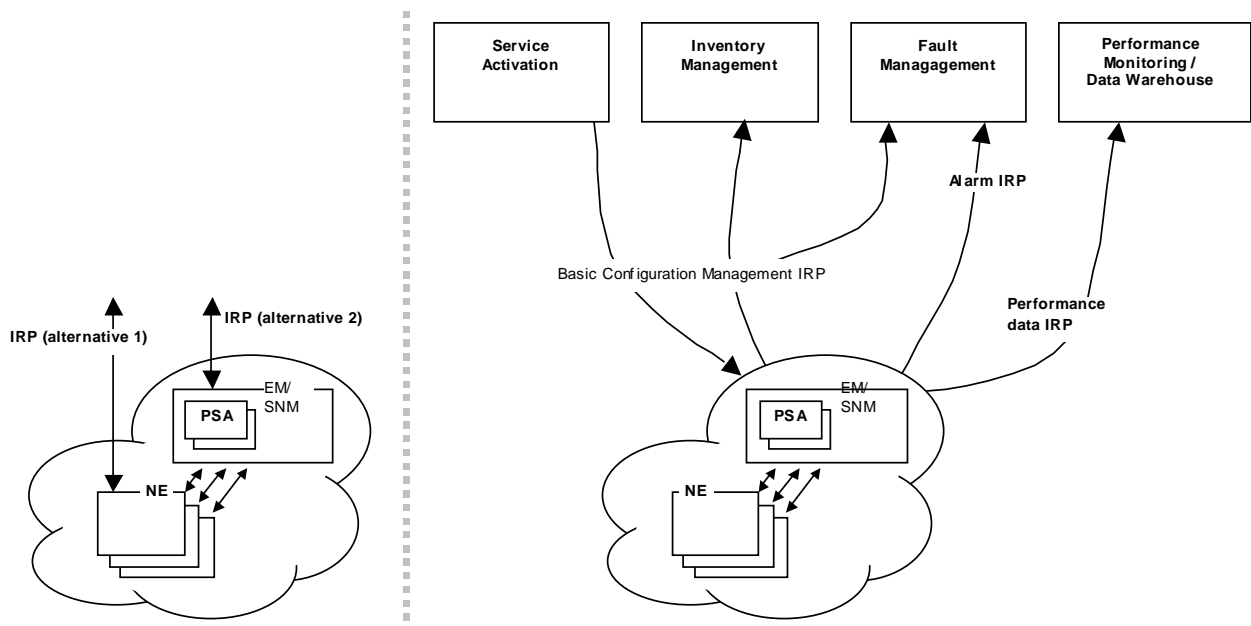 Service
Activation
Inventory
Management
Fault
Managagement
Performance
Monitoring /
Data Warehouse
Alarm IRP
Basic Configuration Management IRP
Performance
data IRP
IRP (alternative 1)
IRP (alternative 2)
EM/
SNM
PSA
NE
EM/
SNM
PSA
NE